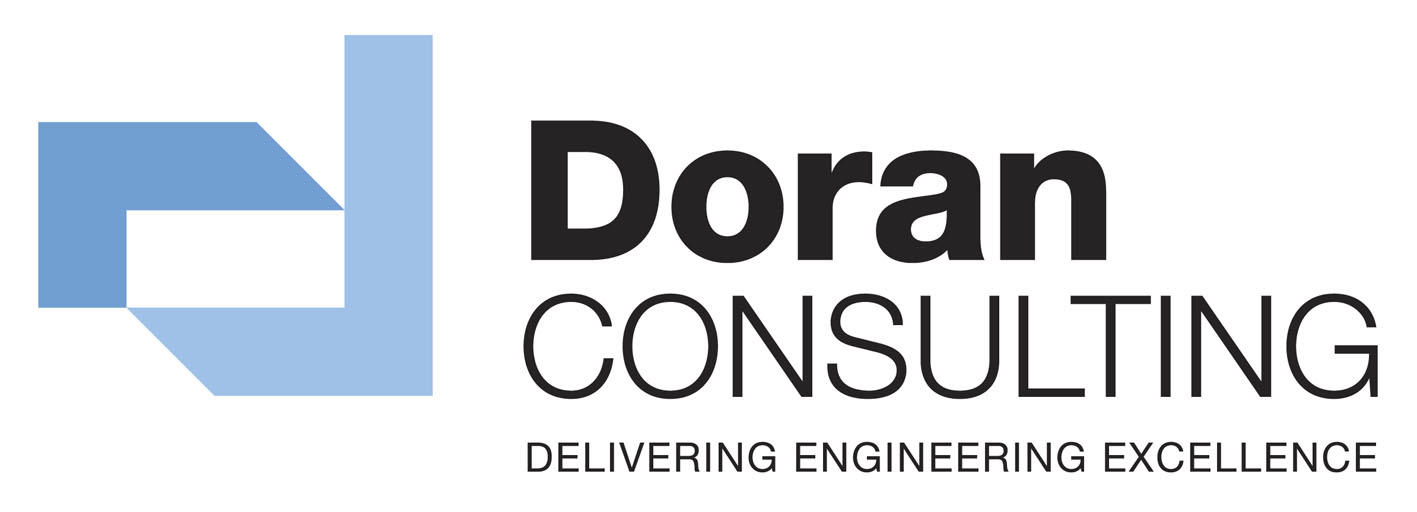 Doran
CONSULTING
DELIVERING ENGINEERING EXCELLENCE